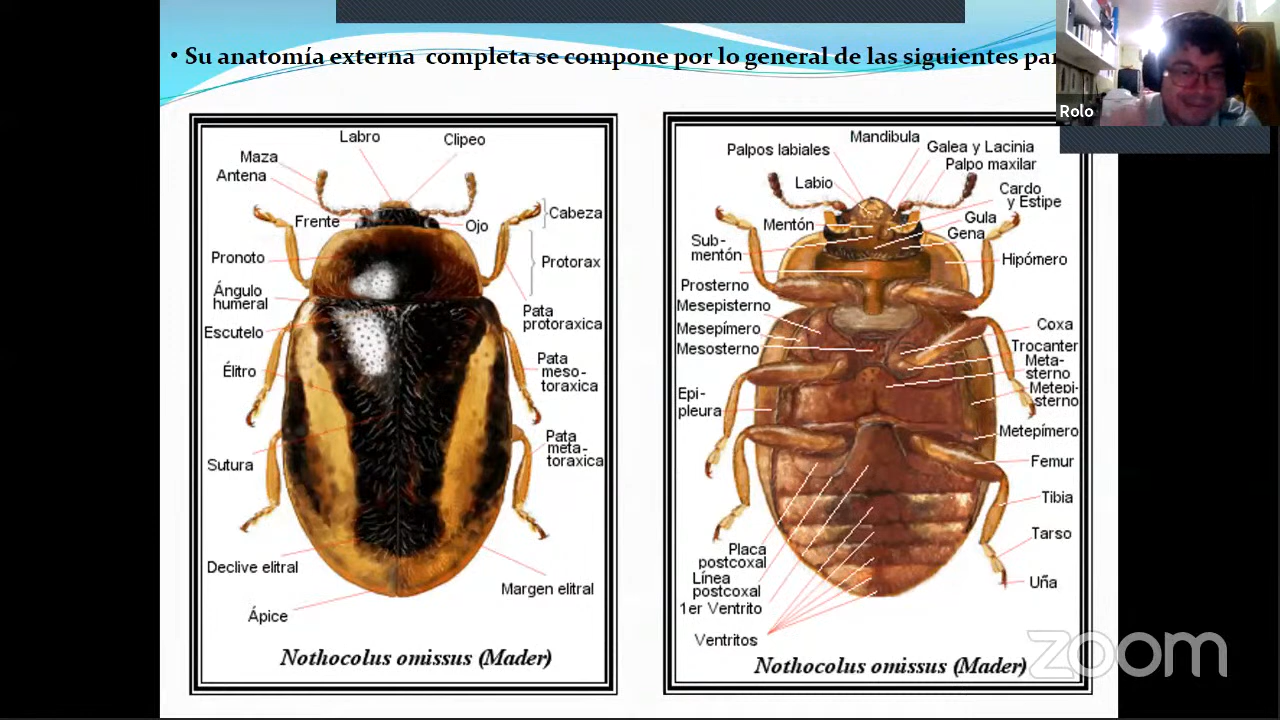 • Su anatomía externa completa se compone por lo general de las siguientes
Rolo
Labro
Clipeo
Maza
Antena
Frente
Ojo
Cabeza
Pronoto
Protorax
Ángulo
humeral
Pata
protoraxica
Escutelo
Élitro
Pata
meso-
toraxica
Sutura
Pata
meta-
toraxica
Declive elitral
Margen elitral
Ápice
Nothocolus omissus (Mader)
Mandibula
Palpos labiales
Galea y Lacinia
Palpo maxilar
Labio
Cardo
y Estipe
Mentón
Gula
Gena
Sub-
mentón
Hipómero
Prosterno
Mesepisterno
Mesepímero
Mesosterno
Coxa
Trocanter
Meta-
sterno
Metepi-
sterno
Epi-
pleura
Metepímero
Femur
Tibia
Tarso
Uña
Placa
postcoxal
Línea
postcoxal
1er Ventrito
Ventritos
Nothocolus omissus (Mader)
zoom